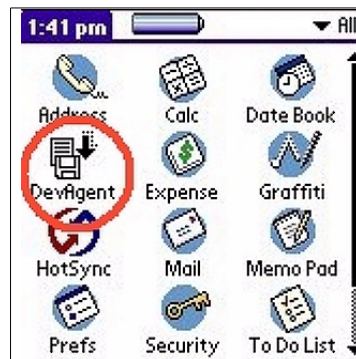 1:41 pm All
Address Calc Date Book
DevAgent Expense Graffiti
HotSync Mail Memo Pad
Prefs Security To Do List